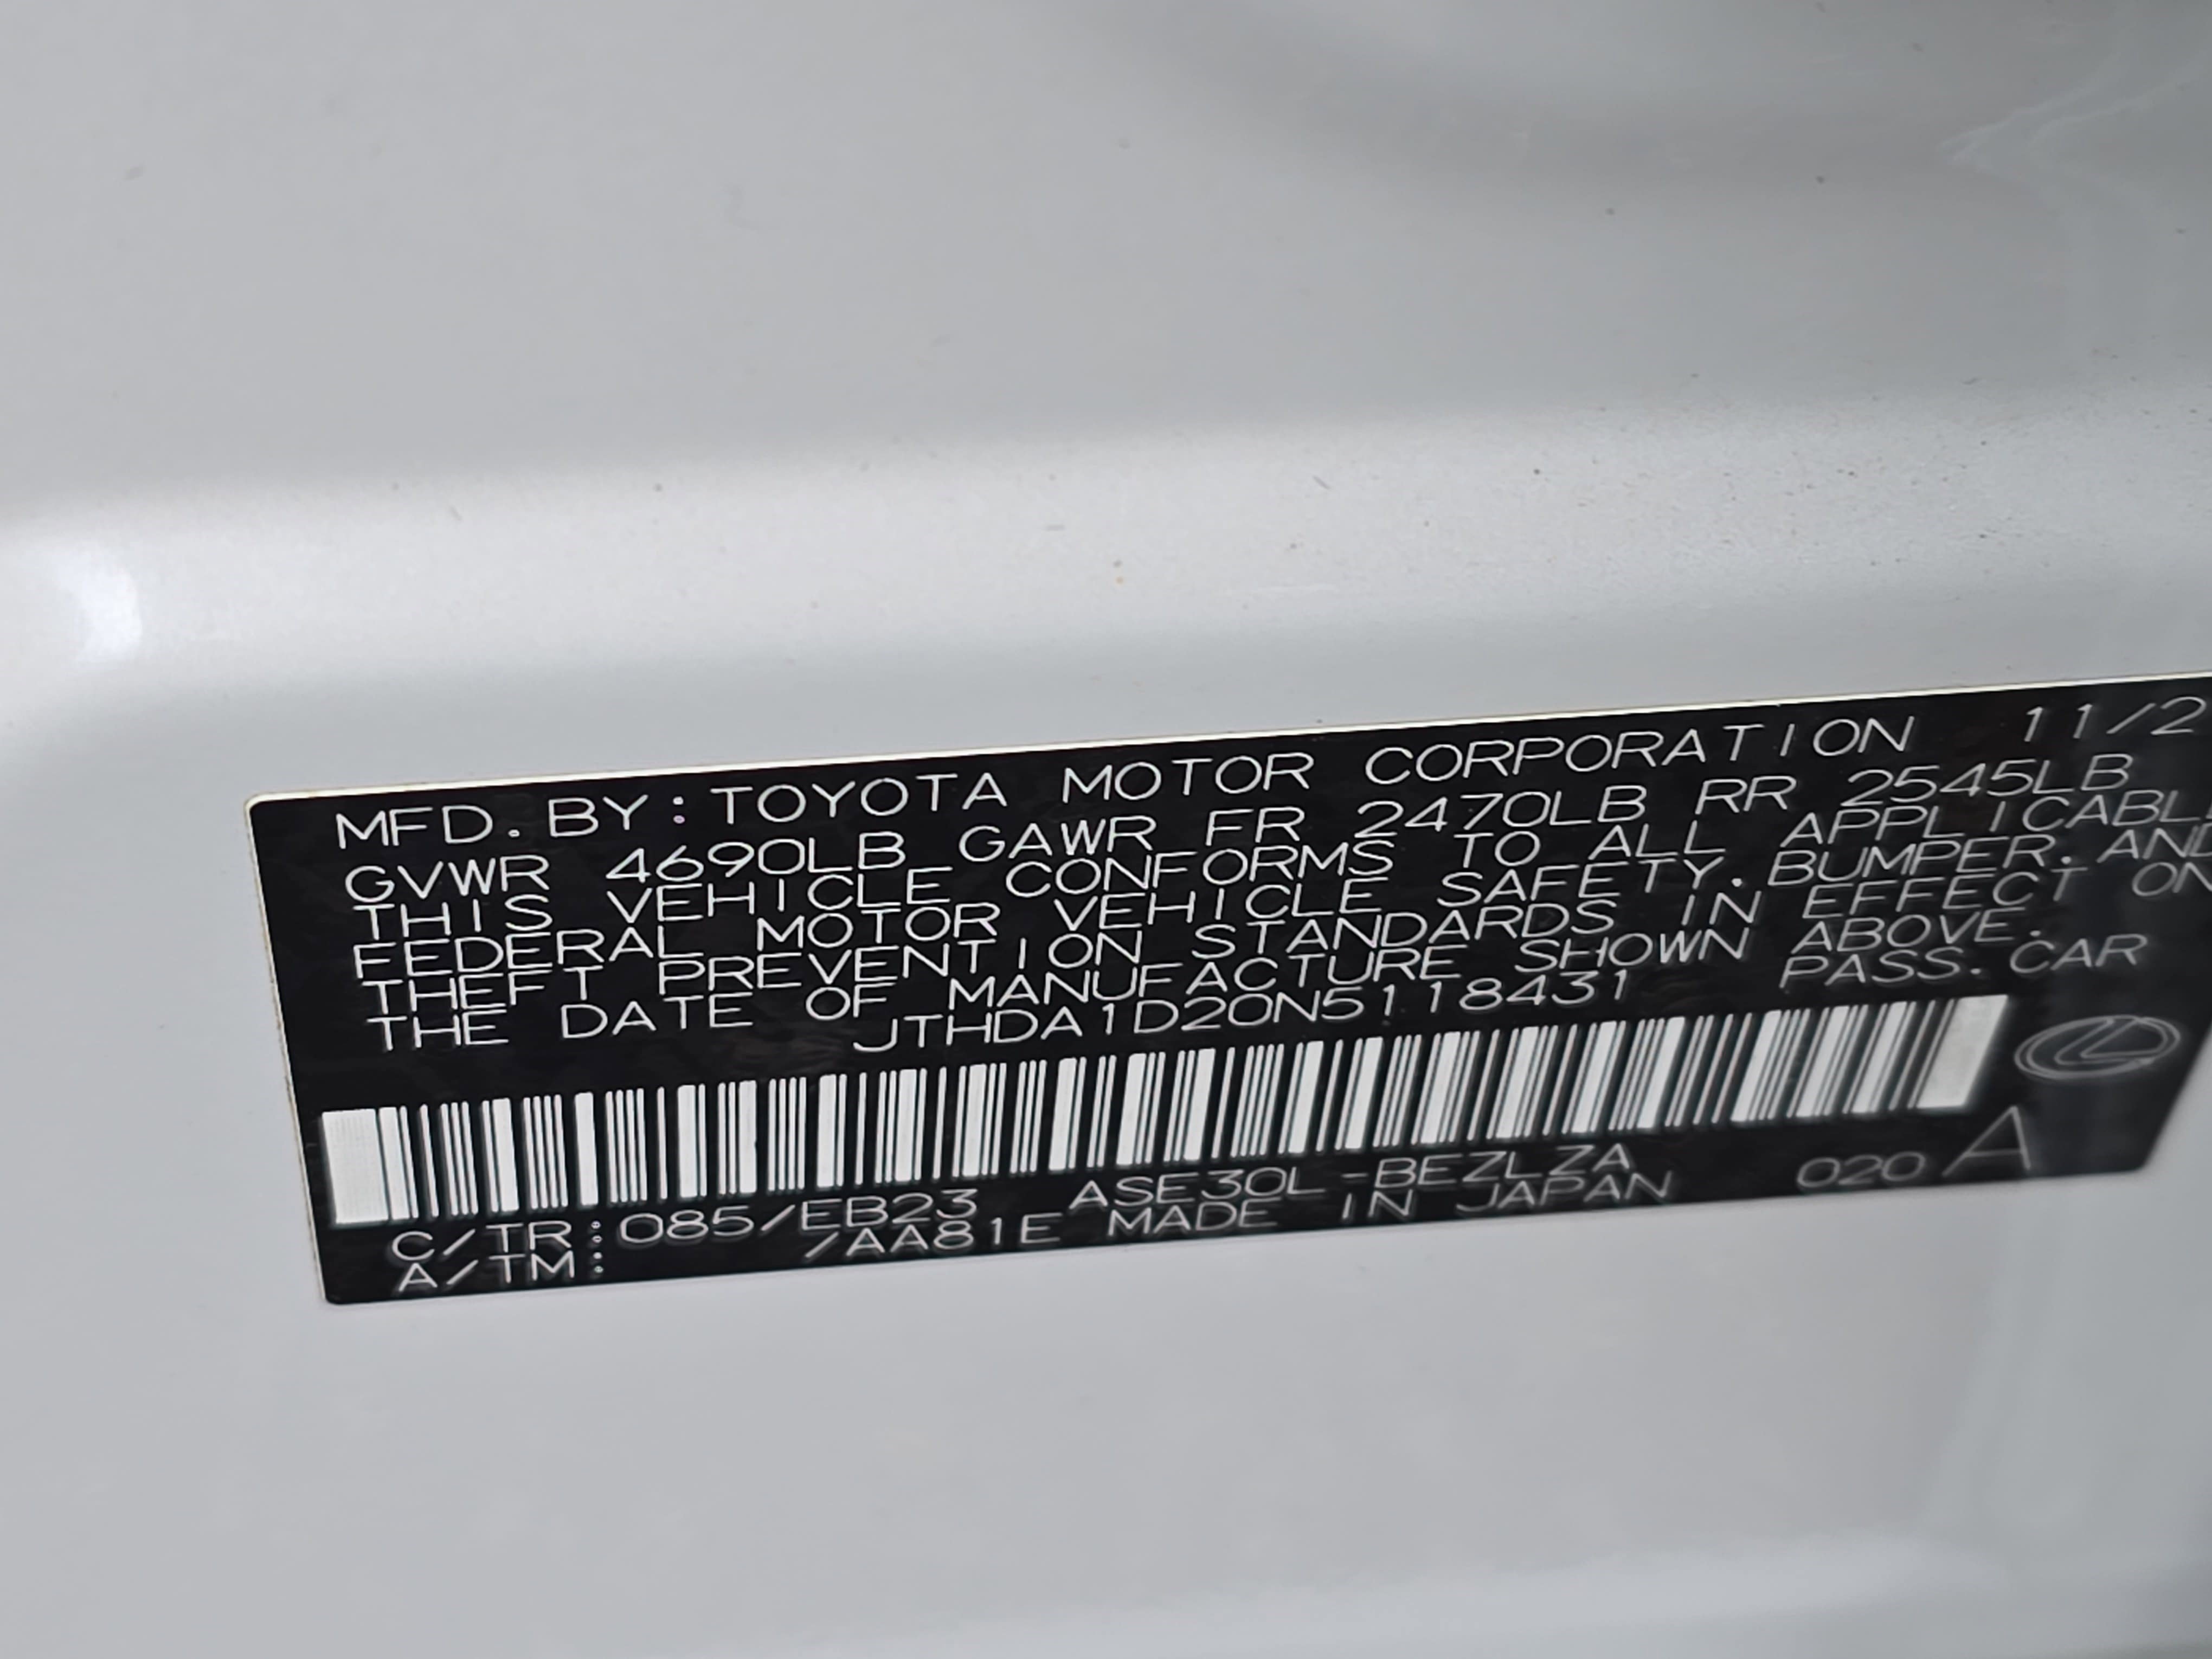 MFD. BY: TOYOTA MOTOR CORPORATION 11/2
GVWR 4690LB GAWR FR 2470LB RR 2545LB
THIS VEHICLE CONFORMS TO ALL APPLICABL
FEDERAL MOTOR VEHICLE SAFETY. BUMPER. AND
THEFT PREVENTION STANDARDS IN EFFECT ON
THE DATE OF MANUFACTURE SHOWN ABOVE.
JTHDA1D20N5118431 PASS. CAR
C/TR: 085/EB23 ASE30L-BEZLZA
A/TM: /AA81E MADE IN JAPAN 020 A